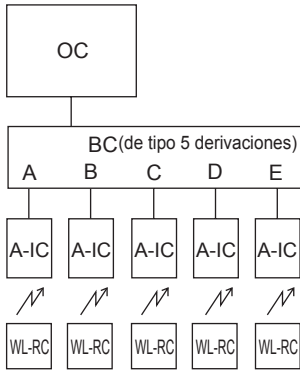 OC
BC(de tipo 5 derivaciones)
A B C D E
A-IC A-IC A-IC A-IC A-IC
WL-RC WL-RC WL-RC WL-RC WL-RC